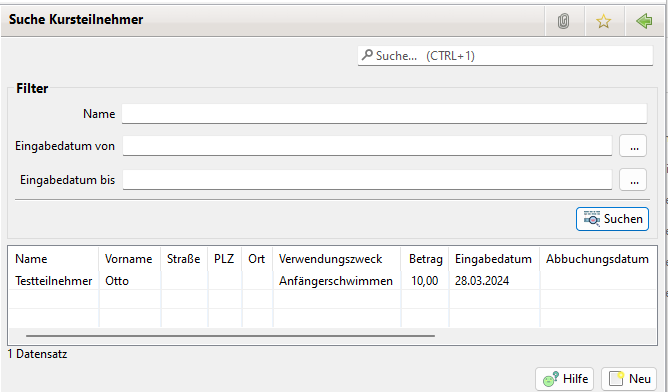 Suche Kursteilnehmer
Suche... (CTRL+1)
Filter
Name
Eingabedatum von ...
Eingabedatum bis ...
Suchen
Name Vorname Straße PLZ Ort Verwendungszweck Betrag Eingabedatum Abbuchungsdatum
Testteilnehmer Otto Anfängerschwimmen 10,00 28.03.2024
1 Datensatz
Hilfe Neu